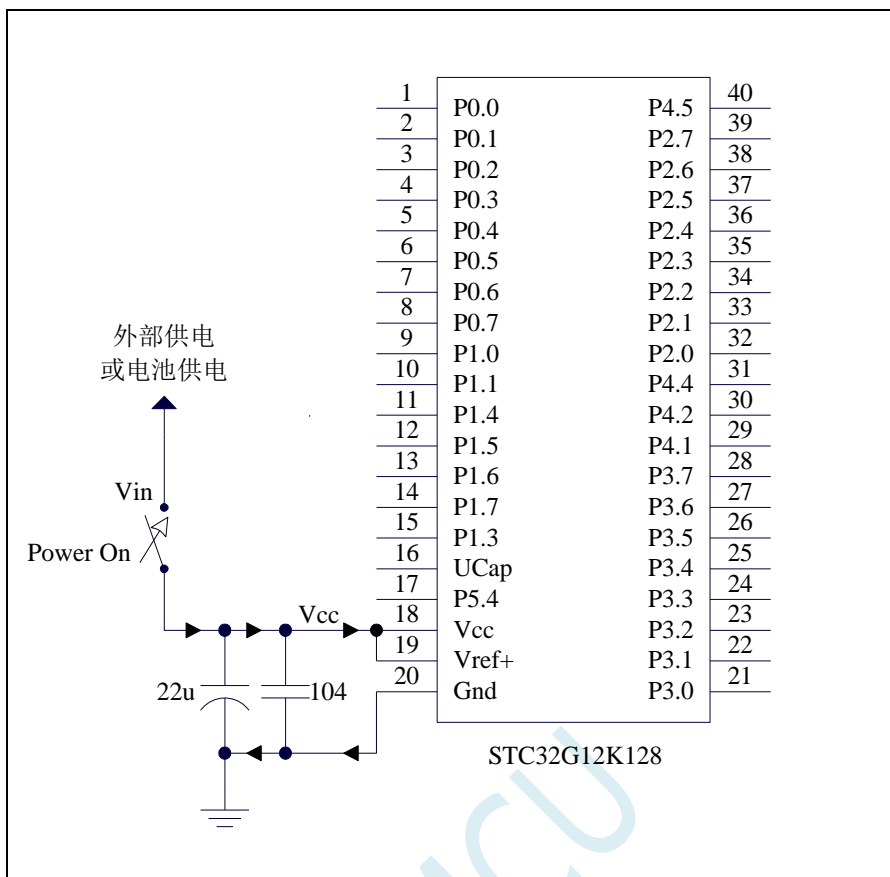 1 P0.0 P4.5 40
2 P0.1 P2.7 39
3 P0.2 P2.6 38
4 P0.3 P2.5 37
5 P0.4 P2.4 36
6 P0.5 P2.3 35
7 P0.6 P2.2 34
8 P0.7 P2.1 33
9 P1.0 P2.0 32
10 P1.1 P4.4 31
11 P1.4 P4.2 30
12 P1.5 P4.1 29
13 P1.6 P3.7 28
14 P1.7 P3.6 27
15 P1.3 P3.5 26
16 UCap P3.4 25
17 P5.4 P3.3 24
18 Vcc P3.2 23
19 Vref+ P3.1 22
20 Gnd P3.0 21
外部供电
或电池供电
Vin
Power On
Vcc
22u
104
STC32G12K128
MCU